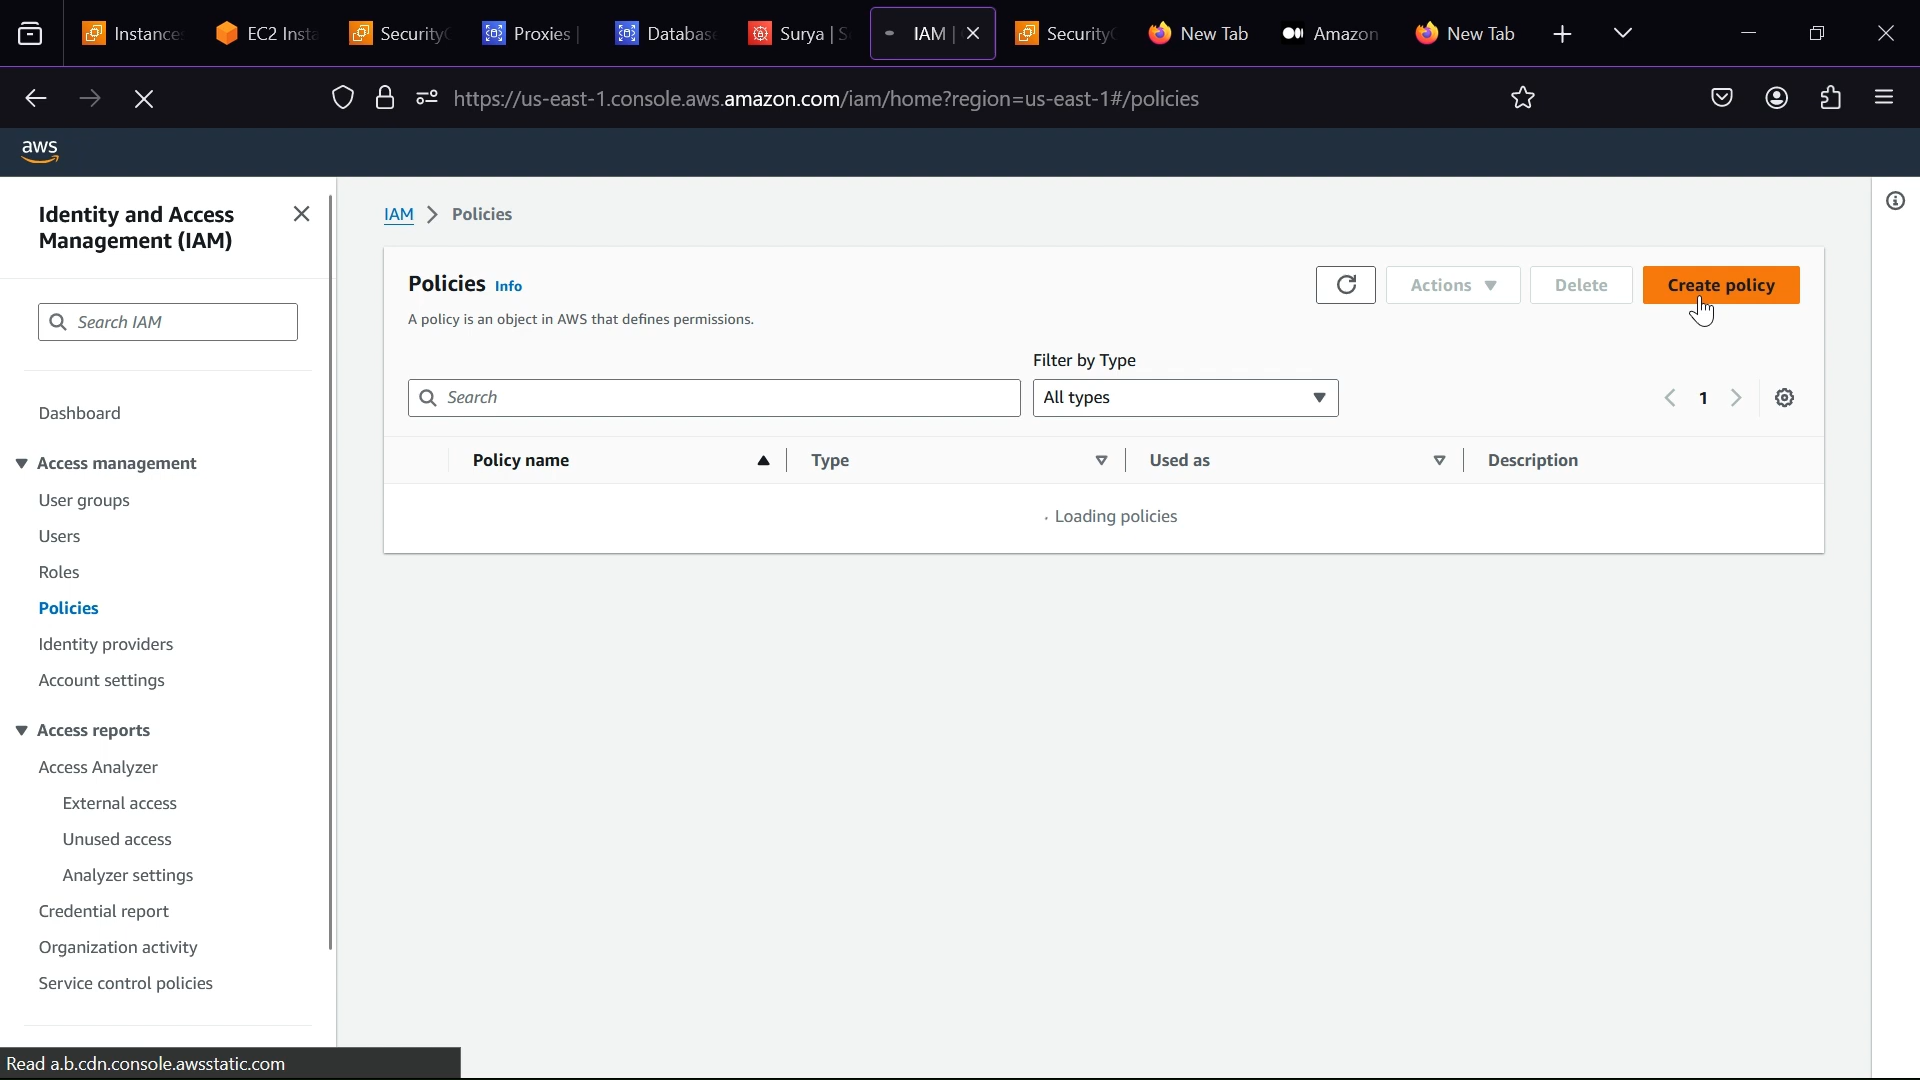 Instance EC2 Insta Security Proxies | Databas Surya | S IAM | Security New Tab Amazon New Tab
https://us-east-1.console.aws.amazon.com/iam/home?region=us-east-1#/policies
aws
Identity and Access
Management (IAM)
Search IAM
Dashboard
Access management
User groups
Users
Roles
Policies
Identity providers
Account settings
Access reports
Access Analyzer
External access
Unused access
Analyzer settings
Credential report
Organization activity
Service control policies
Read a.b.cdn.console.awsstatic.com
IAM > Policies
Policies Info
Actions Delete Create policy
A policy is an object in AWS that defines permissions.
Filter by Type
Search All types 1
Policy name Type Used as Description
Loading policies